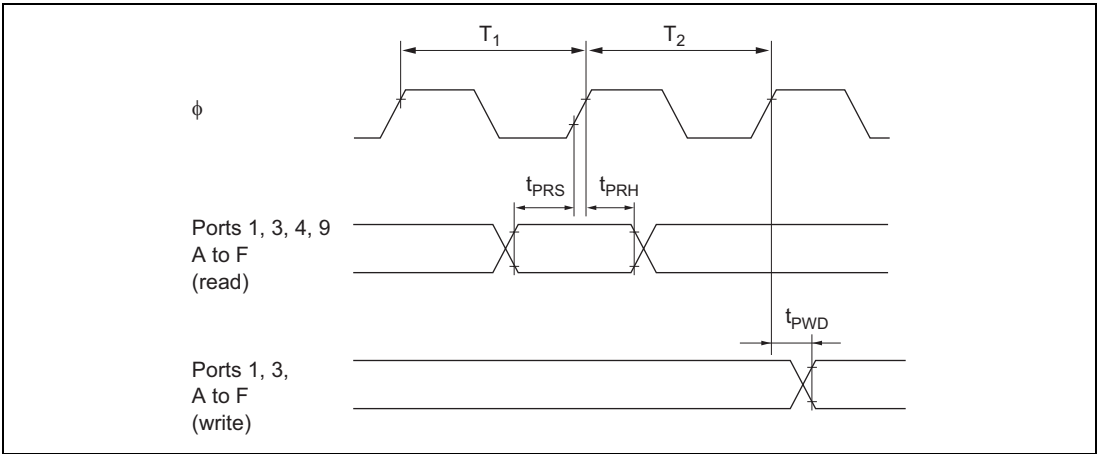 T1 T2
ϕ
tPRS tPRH
Ports 1, 3, 4, 9
A to F
(read)
tPWD
Ports 1, 3,
A to F
(write)